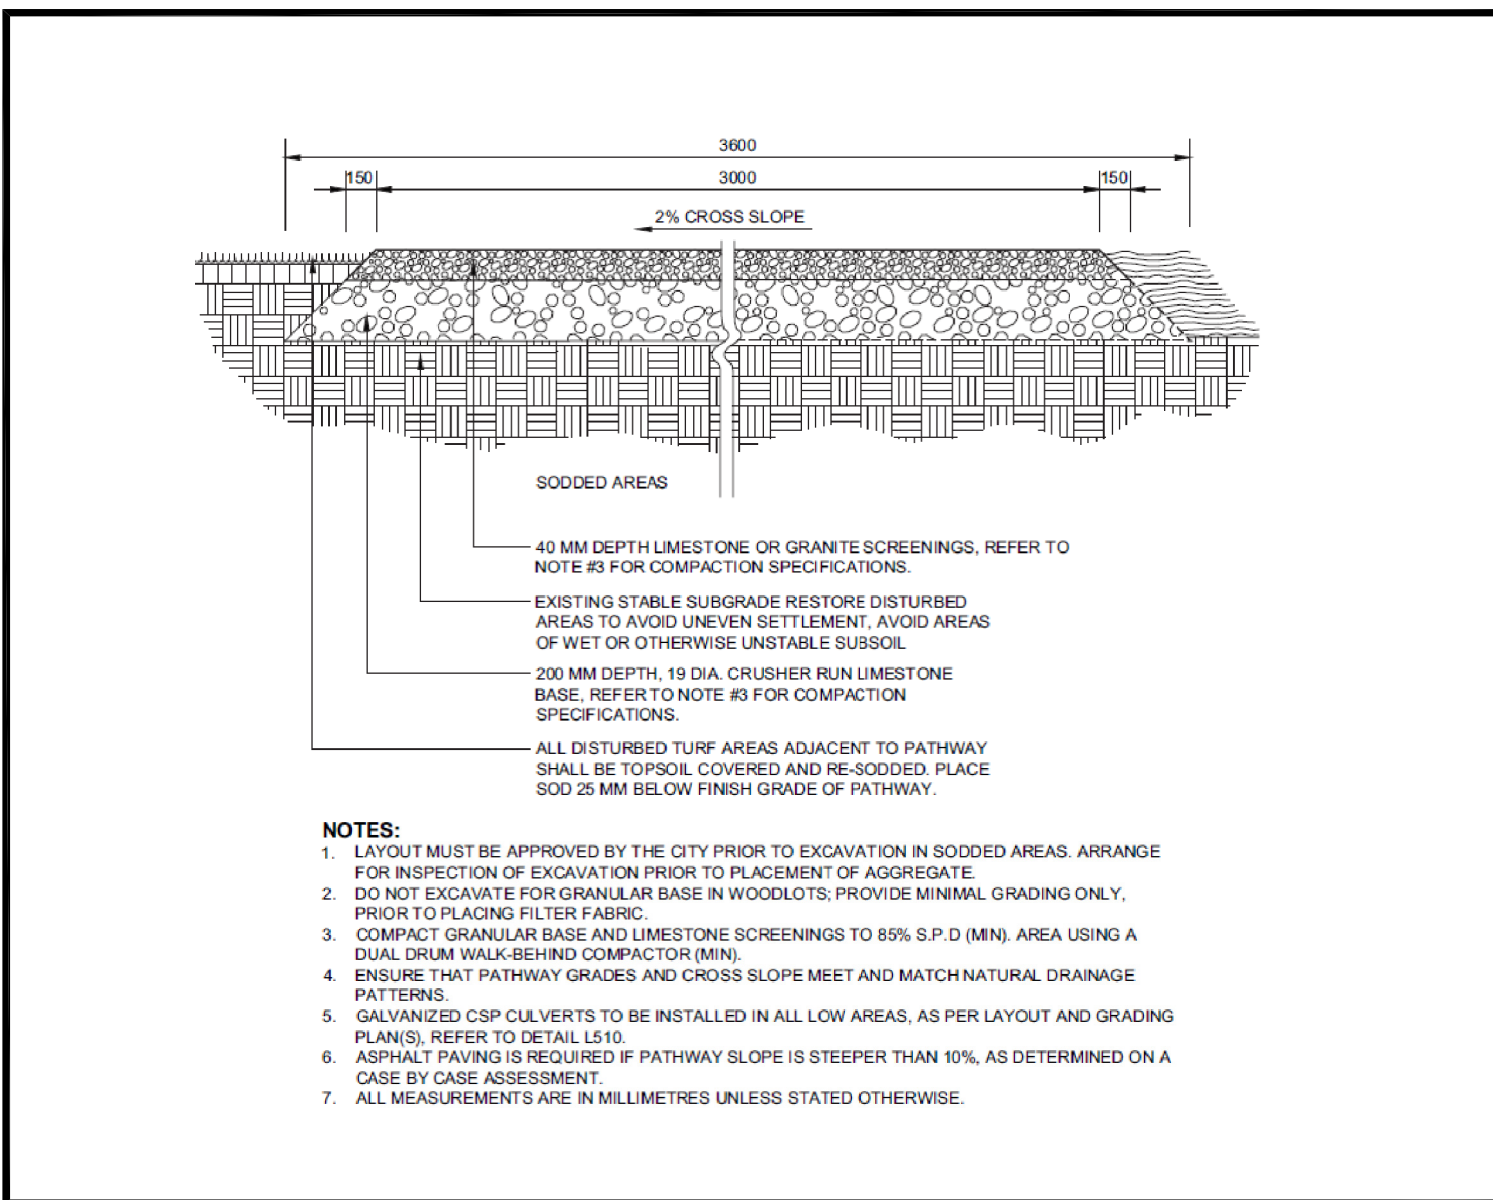 3600
150
3000
150
2% CROSS SLOPE
SODDED AREAS
40 MM DEPTH LIMESTONE OR GRANITE SCREENINGS, REFER TO
NOTE #3 FOR COMPACTION SPECIFICATIONS.
EXISTING STABLE SUBGRADE RESTORE DISTURBED
AREAS TO AVOID UNEVEN SETTLEMENT, AVOID AREAS
OF WET OR OTHERWISE UNSTABLE SUBSOIL
200 MM DEPTH, 19 DIA. CRUSHER RUN LIMESTONE
BASE, REFER TO NOTE #3 FOR COMPACTION
SPECIFICATIONS.
ALL DISTURBED TURF AREAS ADJACENT TO PATHWAY
SHALL BE TOPSOIL COVERED AND RE-SODDED. PLACE
SOD 25 MM BELOW FINISH GRADE OF PATHWAY.
NOTES:
1. LAYOUT MUST BE APPROVED BY THE CITY PRIOR TO EXCAVATION IN SODDED AREAS. ARRANGE
FOR INSPECTION OF EXCAVATION PRIOR TO PLACEMENT OF AGGREGATE.
2. DO NOT EXCAVATE FOR GRANULAR BASE IN WOODLOTS; PROVIDE MINIMAL GRADING ONLY,
PRIOR TO PLACING FILTER FABRIC.
3. COMPACT GRANULAR BASE AND LIMESTONE SCREENINGS TO 85% S.P.D (MIN). AREA USING A
DUAL DRUM WALK-BEHIND COMPACTOR (MIN).
4. ENSURE THAT PATHWAY GRADES AND CROSS SLOPE MEET AND MATCH NATURAL DRAINAGE
PATTERNS.
5. GALVANIZED CSP CULVERTS TO BE INSTALLED IN ALL LOW AREAS, AS PER LAYOUT AND GRADING
PLAN(S), REFER TO DETAIL L510.
6. ASPHALT PAVING IS REQUIRED IF PATHWAY SLOPE IS STEEPER THAN 10%, AS DETERMINED ON A
CASE BY CASE ASSESSMENT.
7. ALL MEASUREMENTS ARE IN MILLIMETRES UNLESS STATED OTHERWISE.